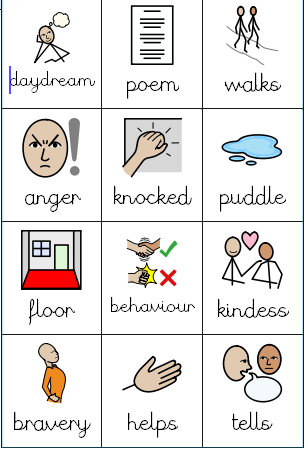 daydream poem walks
anger knocked puddle
floor behaviour kindess
bravery helps tells